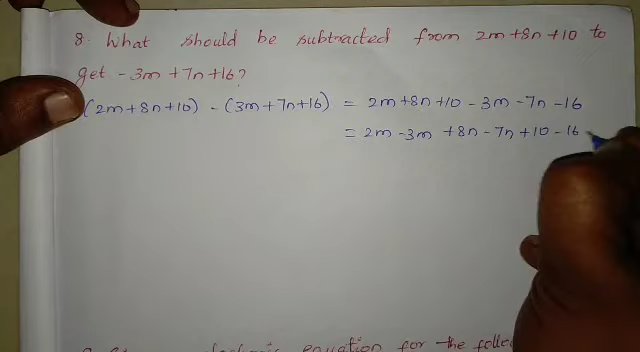 8. What should be subtracted from 2m+8n+10 to
get -3m+7n+16?
(2m+8n+10) - (3m+7n+16) = 2m+8n+10 - 3m - 7n - 16
= 2m - 3m + 8n - 7n + 10 - 16
equation for the